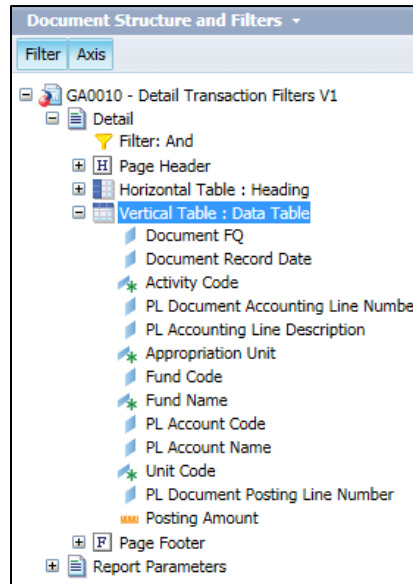 Document Structure and Filters
Filter Axis
GA0010 - Detail Transaction Filters V1
Detail
Filter: And
H Page Header
Horizontal Table : Heading
Vertical Table : Data Table
Document FQ
Document Record Date
Activity Code
PL Document Accounting Line Numbe
PL Accounting Line Description
Appropriation Unit
Fund Code
Fund Name
PL Account Code
PL Account Name
Unit Code
PL Document Posting Line Number
Posting Amount
F Page Footer
Report Parameters